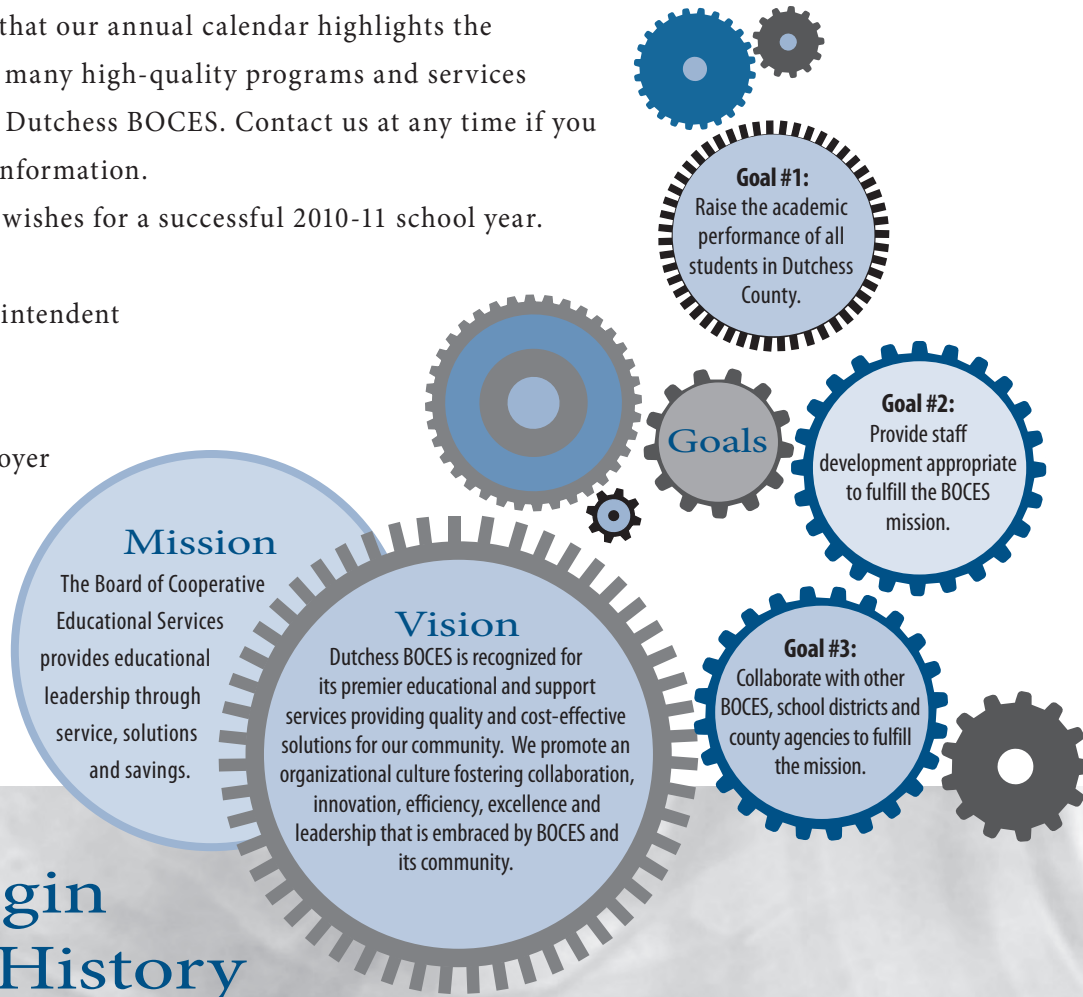 that our annual calendar highlights the
many high-quality programs and services
Dutchess BOCES. Contact us at any time if you
nformation.
wishes for a successful 2010-11 school year.
intendent
oyer
Goal #1:
Raise the academic
performance of all
students in Dutchess
County.
Goals
Goal #2:
Provide staff
development appropriate
to fulfill the BOCES
mission.
Goal #3:
Collaborate with other
BOCES, school districts and
county agencies to fulfill
the mission.
Mission
The Board of Cooperative
Educational Services
provides educational
leadership through
service, solutions
and savings.
Vision
Dutchess BOCES is recognized for
its premier educational and support
services providing quality and cost-effective
solutions for our community. We promote an
organizational culture fostering collaboration,
innovation, efficiency, excellence and
leadership that is embraced by BOCES and
its community.
gin
History